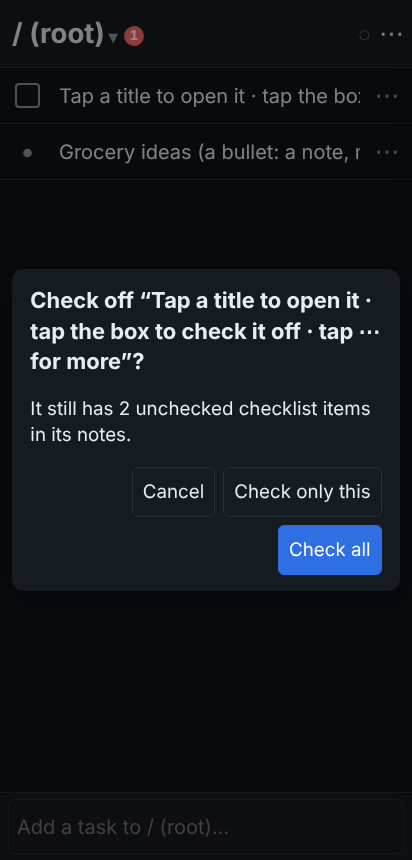 / (root) ▾ 1 ◌ ⋯
Tap a title to open it · tap the box ⋯
• Grocery ideas (a bullet: a note, r ⋯
Check off “Tap a title to open it ·
tap the box to check it off · tap ⋯
for more”?
It still has 2 unchecked checklist items
in its notes.
Cancel Check only this
Check all
Add a task to / (root)…